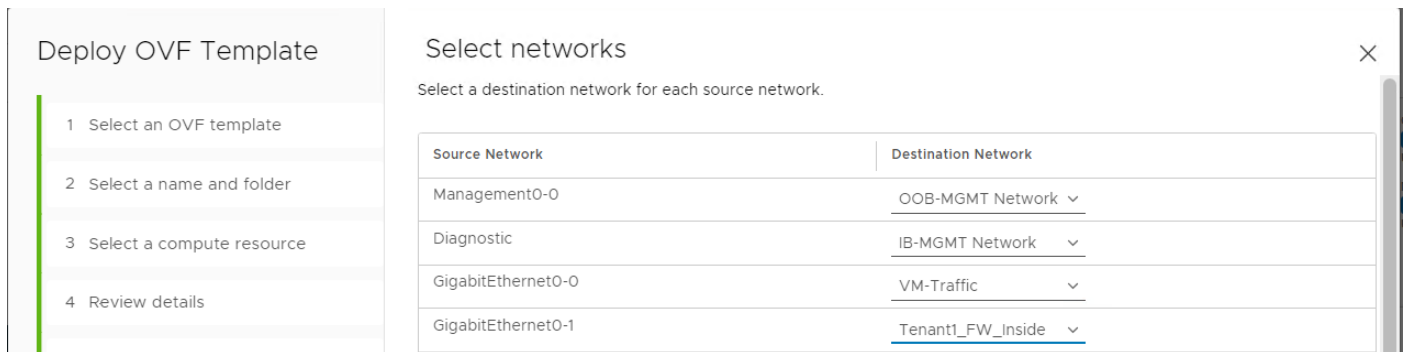 Deploy OVF Template
1 Select an OVF template
2 Select a name and folder
3 Select a compute resource
4 Review details
Select networks
Select a destination network for each source network.
Source Network Destination Network
Management0-0 OOB-MGMT Network
Diagnostic IB-MGMT Network
GigabitEthernet0-0 VM-Traffic
GigabitEthernet0-1 Tenant1_FW_Inside